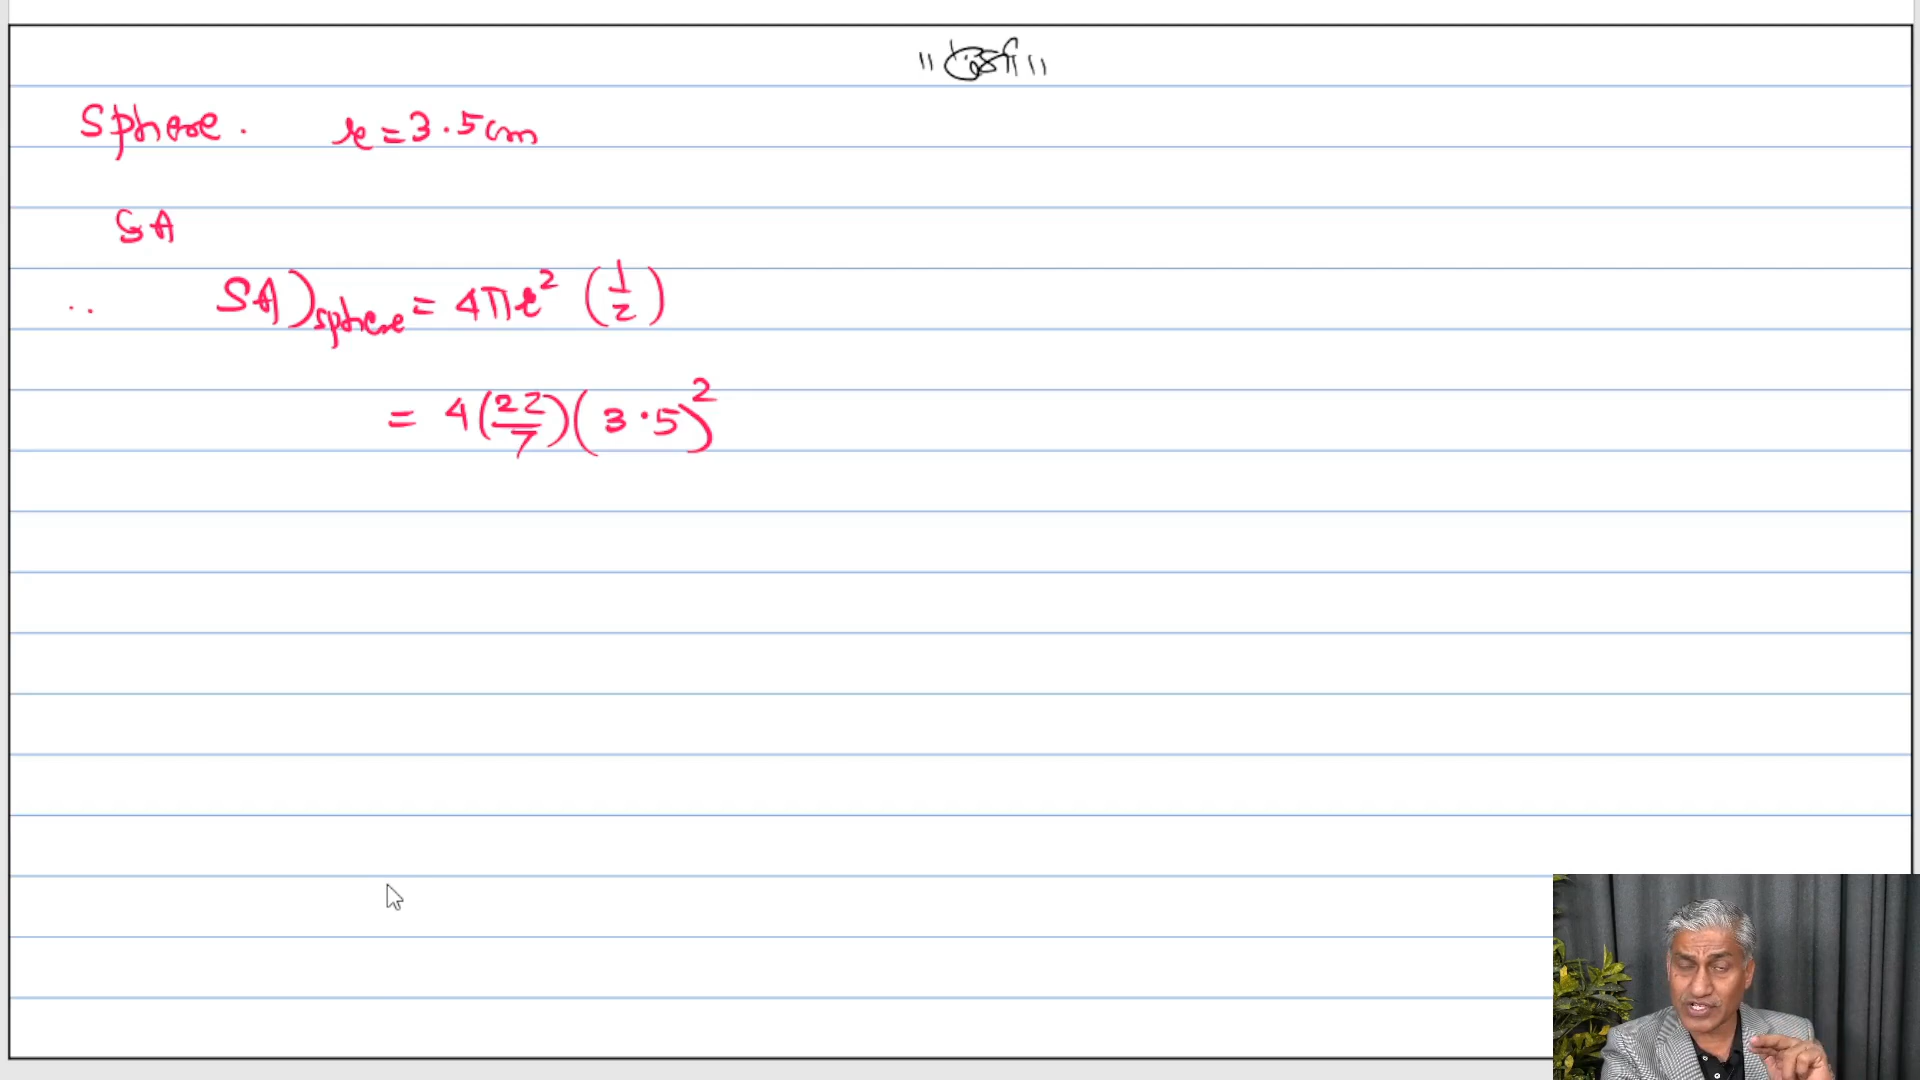 Sphere. r = 3.5 cm
SA
.. SA)sphere = 4πr² (1/2)
= 4(22/7)(3.5)²